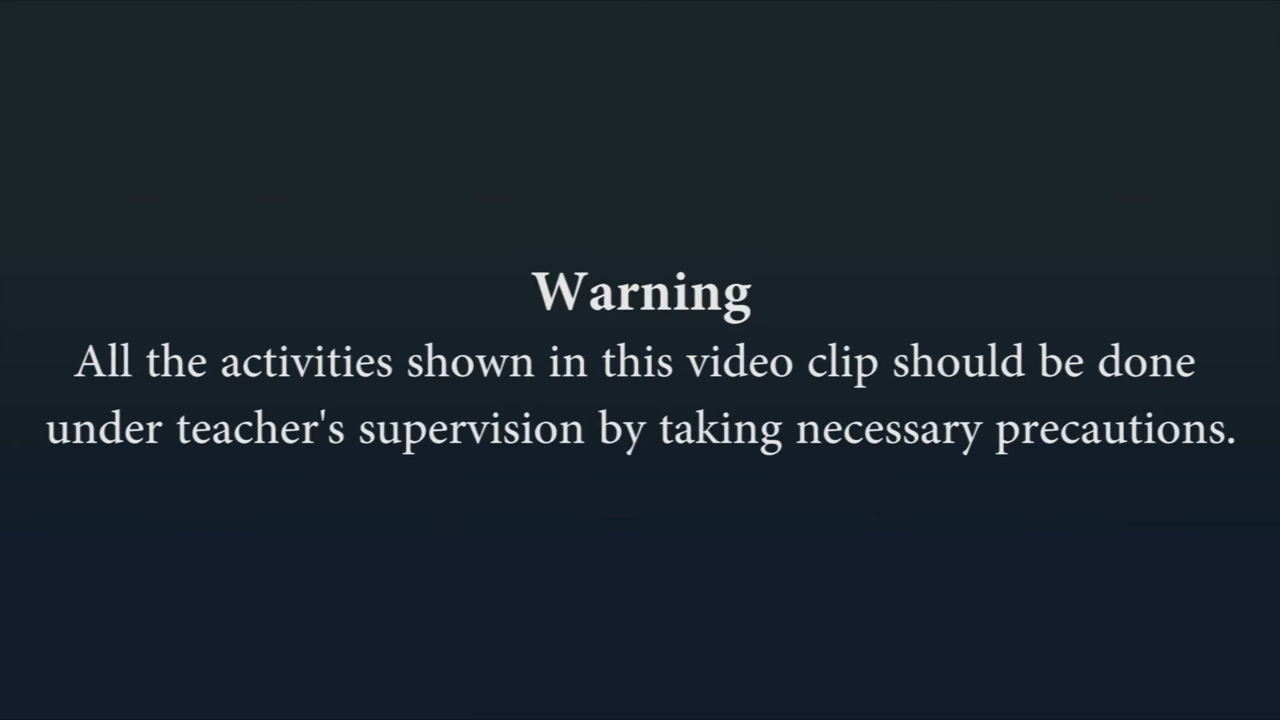 Warning
All the activities shown in this video clip should be done
under teacher's supervision by taking necessary precautions.